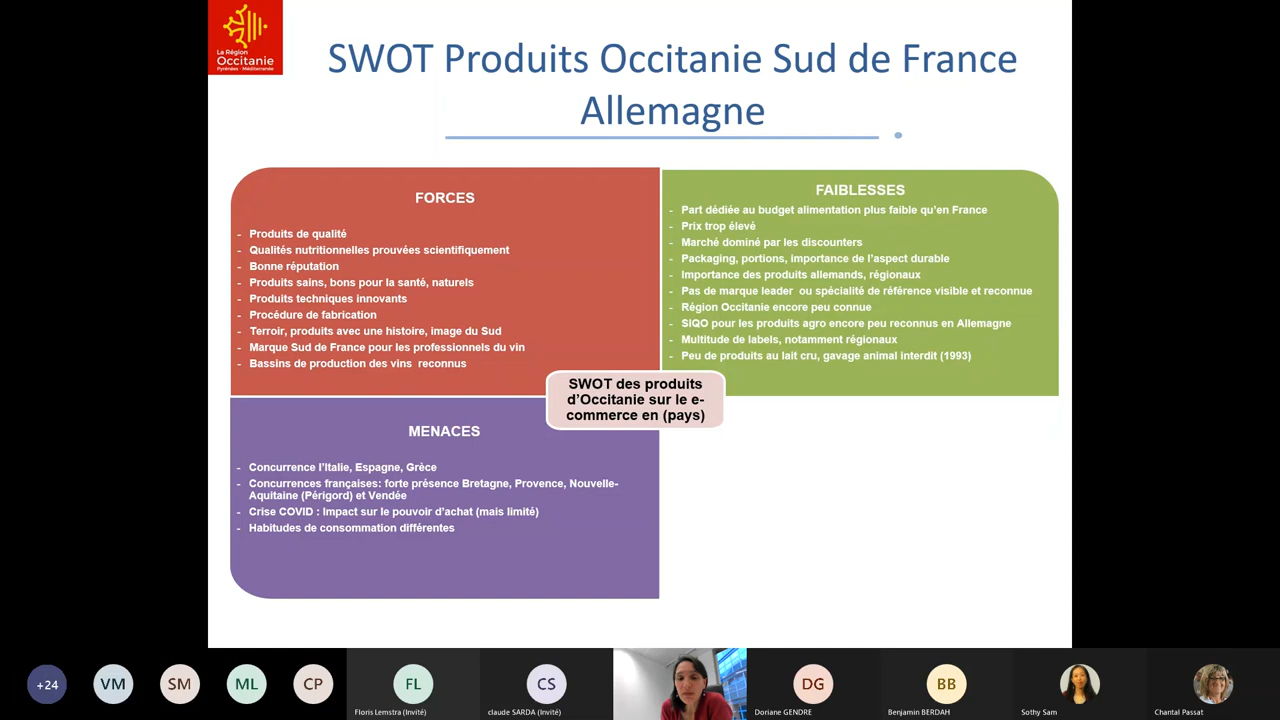 La Région
Occitanie
Pyrénées - Méditerranée
SWOT Produits Occitanie Sud de France
Allemagne
FORCES
- Produits de qualité
- Qualités nutritionnelles prouvées scientifiquement
- Bonne réputation
- Produits sains, bons pour la santé, naturels
- Produits techniques innovants
- Procédure de fabrication
- Terroir, produits avec une histoire, image du Sud
- Marque Sud de France pour les professionnels du vin
- Bassins de production des vins reconnus
FAIBLESSES
- Part dédiée au budget alimentation plus faible qu'en France
- Prix trop élevé
- Marché dominé par les discounters
- Packaging, portions, importance de l'aspect durable
- Importance des produits allemands, régionaux
- Pas de marque leader ou spécialité de référence visible et reconnue
- Région Occitanie encore peu connue
- SIQO pour les produits agro encore peu reconnus en Allemagne
- Multitude de labels, notamment régionaux
- Peu de produits au lait cru, gavage animal interdit (1993)
SWOT des produits
d'Occitanie sur le e-
commerce en (pays)
MENACES
- Concurrence l'Italie, Espagne, Grèce
- Concurrences françaises: forte présence Bretagne, Provence, Nouvelle-
Aquitaine (Périgord) et Vendée
- Crise COVID : Impact sur le pouvoir d'achat (mais limité)
- Habitudes de consommation différentes
+24
VM
SM
ML
CP
FL
Floris Lemstra (Invité)
CS
claude SARDA (Invité)
DG
Doriane GENDRE
BB
Benjamin BERDAH
Sothy Sam
Chantal Passat